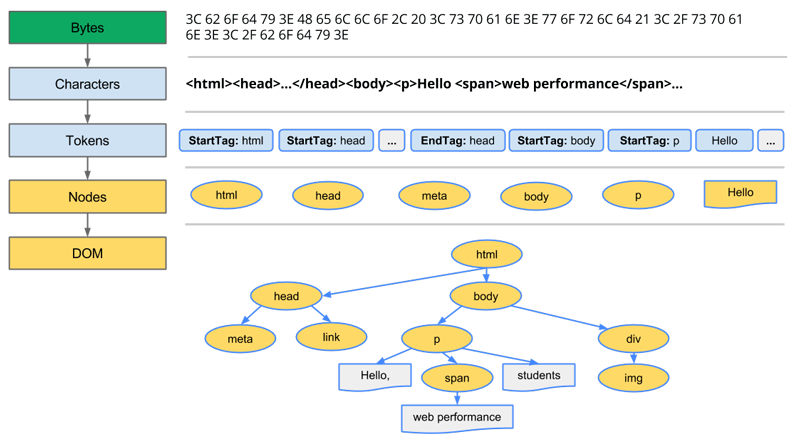 Bytes
3C 62 6F 64 79 3E 48 65 6C 6C 6F 2C 20 3C 73 70 61 6E 3E 77 6F 72 6C 64 21 3C 2F 73 70 61
6E 3E 3C 2F 62 6F 64 79 3E
Characters
<html><head>...</head><body><p>Hello <span>web performance</span>...
Tokens
StartTag: html
StartTag: head
...
EndTag: head
StartTag: body
StartTag: p
Hello
...
Nodes
html
head
meta
body
p
Hello
DOM
html
head
body
meta
link
p
div
Hello,
span
students
img
web performance